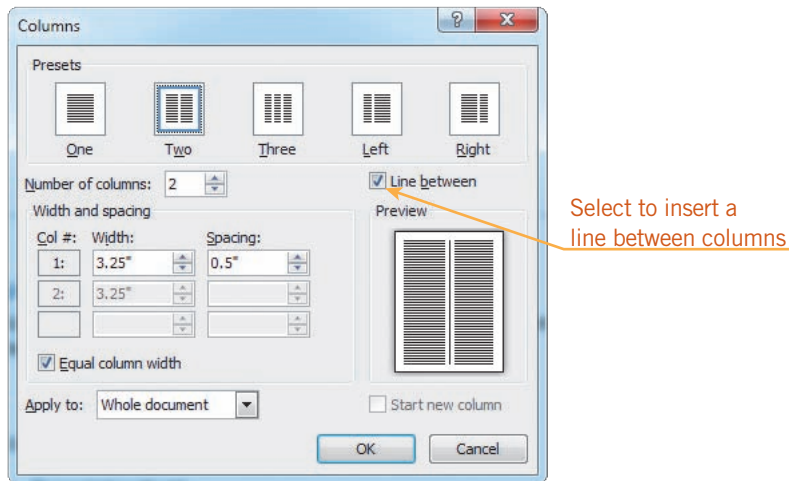 Columns
Presets
One Two Three Left Right
Number of columns: 2
Line between
Width and spacing
Col #: Width: Spacing:
1: 3.25" 0.5"
2: 3.25"
Equal column width
Preview
Apply to: Whole document
Start new column
OK Cancel
Select to insert a
line between columns